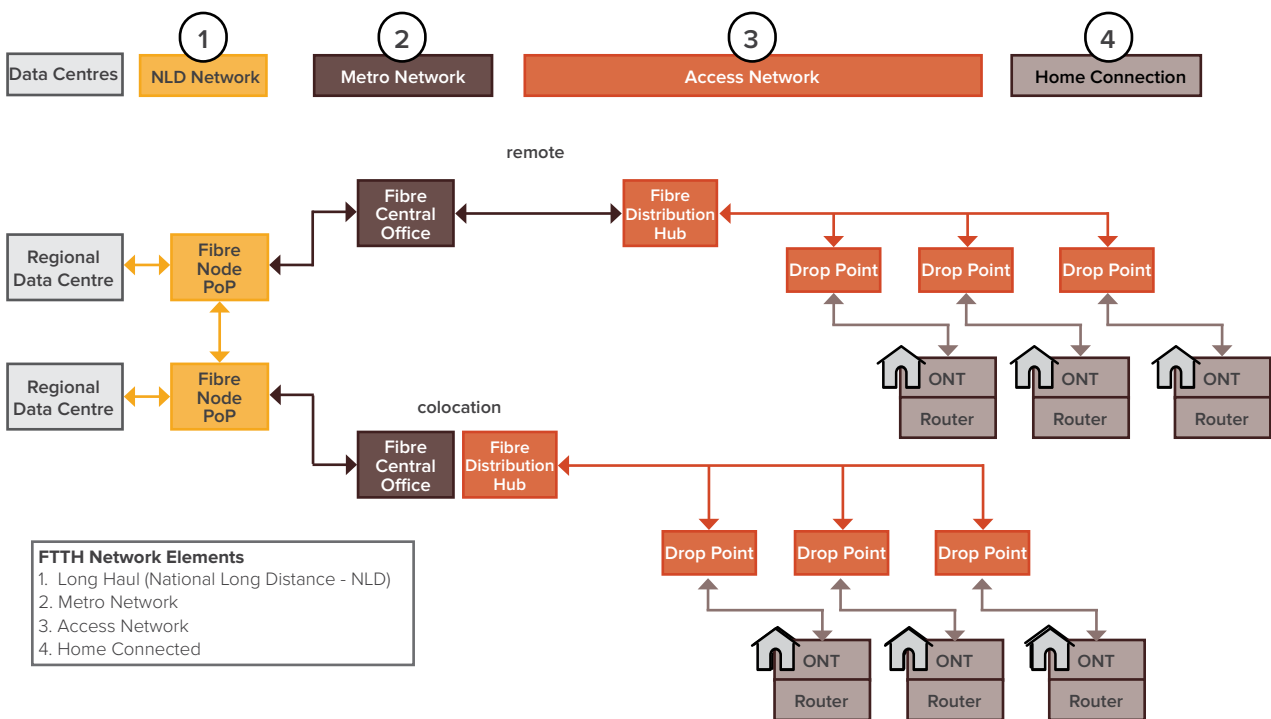 1
2
3
4
Data Centres
NLD Network
Metro Network
Access Network
Home Connection
remote
Fibre
Central
Office
Fibre
Distribution
Hub
Regional
Data Centre
Fibre
Node
PoP
Drop Point
Drop Point
Drop Point
ONT
Router
ONT
Router
ONT
Router
Regional
Data Centre
Fibre
Node
PoP
colocation
Fibre
Central
Office
Fibre
Distribution
Hub
Drop Point
Drop Point
Drop Point
ONT
Router
ONT
Router
ONT
Router
FTTH Network Elements
1. Long Haul (National Long Distance - NLD)
2. Metro Network
3. Access Network
4. Home Connected